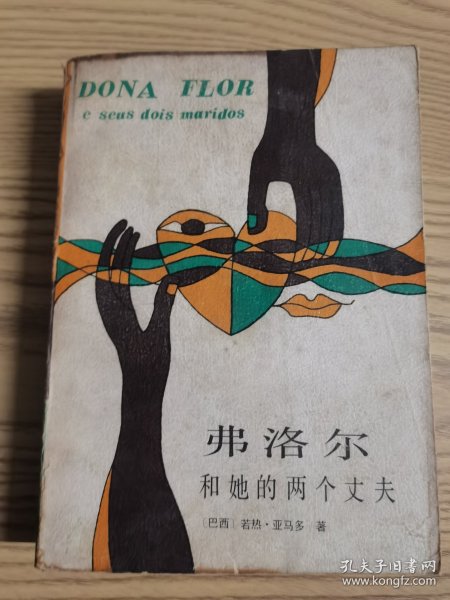 DONA FLOR
e seus dois maridos
弗洛尔
和她的两个丈夫
〔巴西〕若热·亚马多 著
孔夫子旧书网
www.kongfz.com